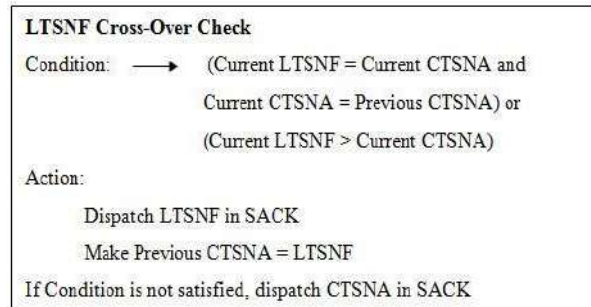 LTSNF Cross-Over Check
Condition: → (Current LTSNF = Current CTSNA and
Current CTSNA = Previous CTSNA) or
(Current LTSNF > Current CTSNA)
Action:
Dispatch LTSNF in SACK
Make Previous CTSNA = LTSNF
If Condition is not satisfied, dispatch CTSNA in SACK